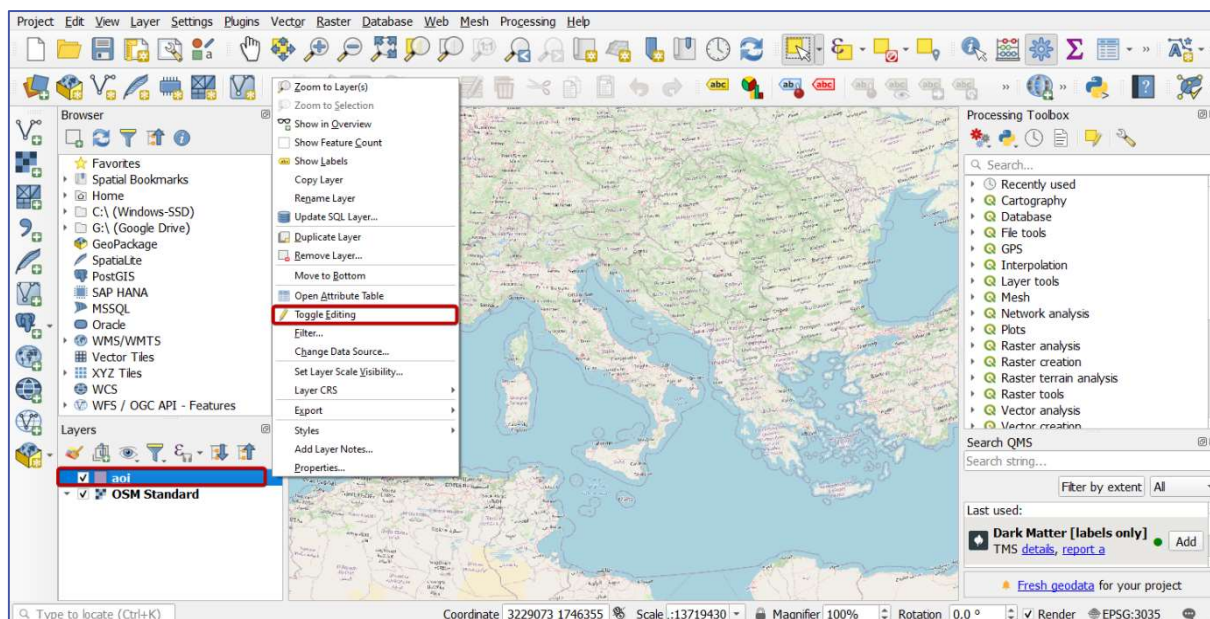 Project Edit View Layer Settings Plugins Vector Raster Database Web Mesh Processing Help
Browser
Favorites
Spatial Bookmarks
Home
C:\ (Windows-SSD)
G:\ (Google Drive)
GeoPackage
SpatiaLite
PostGIS
SAP HANA
MSSQL
Oracle
WMS/WMTS
Vector Tiles
XYZ Tiles
WCS
WFS / OGC API - Features
Layers
aoi
OSM Standard
Zoom to Layer(s)
Zoom to Selection
Show in Overview
Show Feature Count
Show Labels
Copy Layer
Rename Layer
Update SQL Layer...
Duplicate Layer
Remove Layer...
Move to Bottom
Open Attribute Table
Toggle Editing
Filter...
Change Data Source...
Set Layer Scale Visibility...
Layer CRS
Export
Styles
Add Layer Notes...
Properties...
Processing Toolbox
Search...
Recently used
Cartography
Database
File tools
GPS
Interpolation
Layer tools
Mesh
Network analysis
Plots
Raster analysis
Raster creation
Raster terrain analysis
Raster tools
Vector analysis
Vector creation
Search QMS
Search string...
Filter by extent All
Last used:
Dark Matter [labels only]
TMS details, report a
Add
Fresh geodata for your project
Type to locate (Ctrl+K) Coordinate 3229073 1746355 Scale :13719430 Magnifier 100% Rotation 0.0 ° Render EPSG:3035